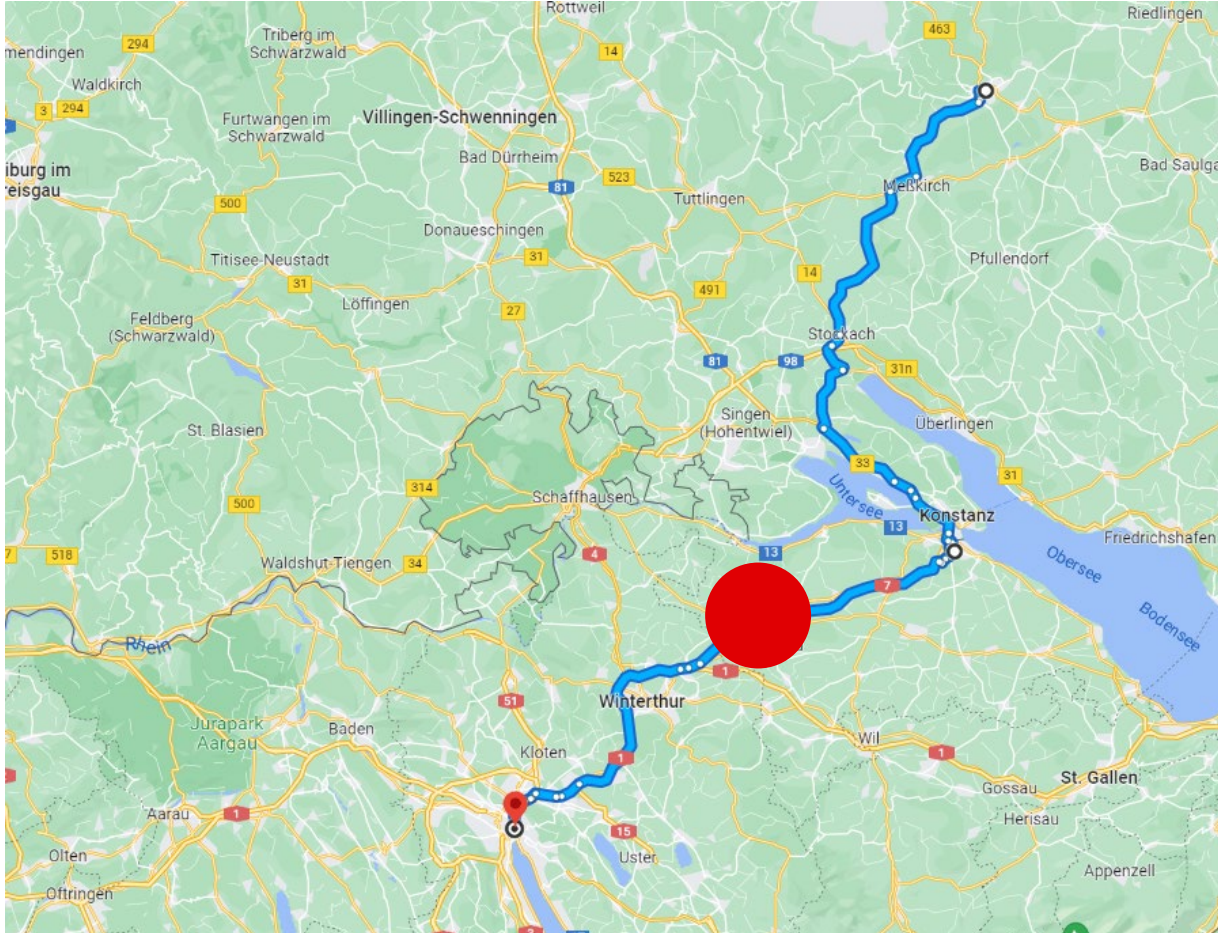 Rottweil
Riedlingen
294
mendingen
Triberg im
Schwarzwald
14
463
Waldkirch
3
294
Furtwangen im
Schwarzwald
Villingen-Schwenningen
iburg im
reisgau
Bad Dürrheim
81
523
Bad Saulga
Meßkirch
Tuttlingen
500
Donaueschingen
Titisee-Neustadt
31
Pfullendorf
31
Löffingen
14
491
27
Feldberg
(Schwarzwald)
Stockach
81
98
31n
St. Blasien
Singen
(Hohentwiel)
Überlingen
33
31
314
Untersee
500
Schaffhausen
Konstanz
13
Friedrichshafen
7
518
Waldshut-Tiengen
34
4
13
Obersee
7
Bodensee
Rhein
1
51
Winterthur
Jurapark
Aargau
Baden
Kloten
Wil
1
1
St. Gallen
Gossau
Herisau
Aarau
1
15
Uster
Olten
Oftringen
Appenzell
3